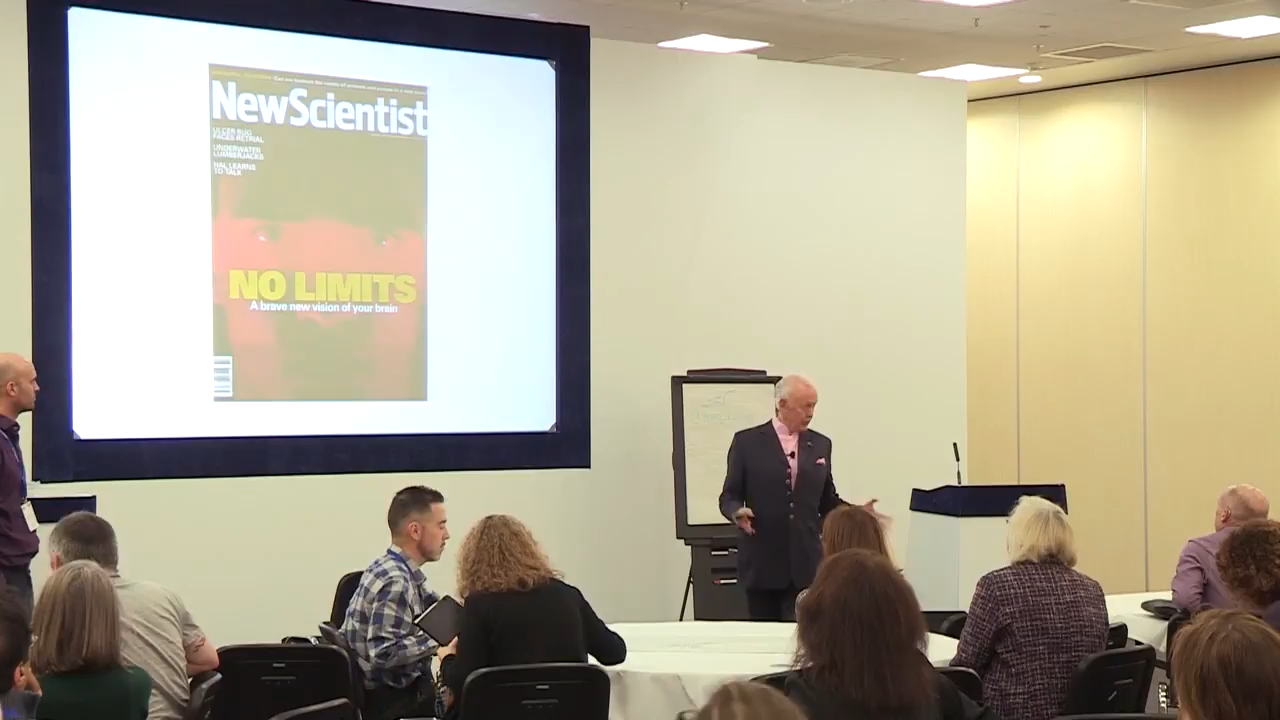 NewScientist
ULCER BUG
FACES RETRIAL
UNDERWATER
LUMBERJACKS
HAL LEARNS
TO TALK
NO LIMITS
A brave new vision of your brain